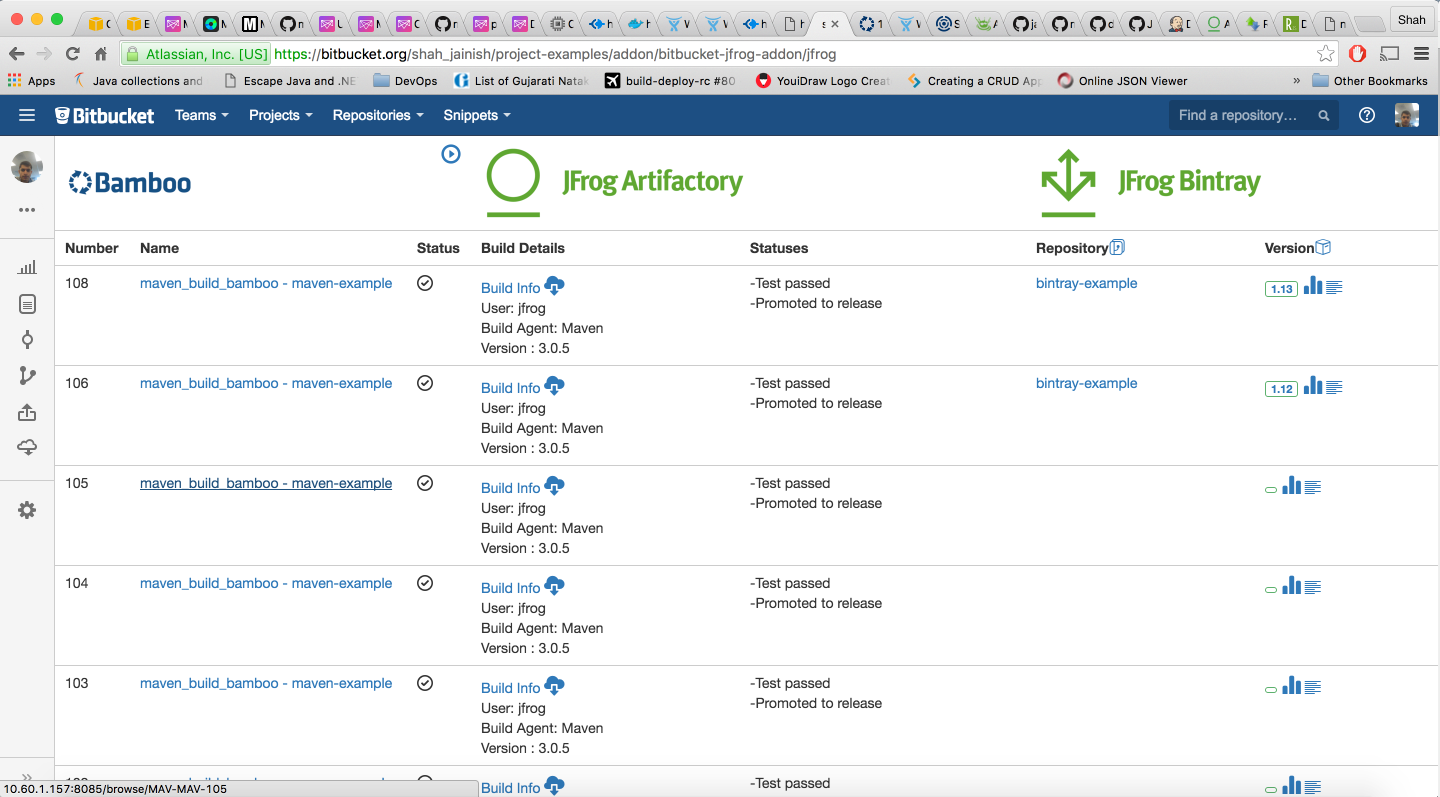 Shah
Atlassian, Inc. [US] https://bitbucket.org/shah_jainish/project-examples/addon/bitbucket-jfrog-addon/jfrog
Apps Java collections and Escape Java and .NE DevOps List of Gujarati Natak build-deploy-rc #80 YouiDraw Logo Creat Creating a CRUD App Online JSON Viewer » Other Bookmarks
Bitbucket Teams Projects Repositories Snippets Find a repository...
Bamboo JFrog Artifactory JFrog Bintray
Number Name Status Build Details Statuses Repository Version
108 maven_build_bamboo - maven-example Build Info -Test passed bintray-example 1.13
User: jfrog -Promoted to release
Build Agent: Maven
Version : 3.0.5
106 maven_build_bamboo - maven-example Build Info -Test passed bintray-example 1.12
User: jfrog -Promoted to release
Build Agent: Maven
Version : 3.0.5
105 maven_build_bamboo - maven-example Build Info -Test passed
User: jfrog -Promoted to release
Build Agent: Maven
Version : 3.0.5
104 maven_build_bamboo - maven-example Build Info -Test passed
User: jfrog -Promoted to release
Build Agent: Maven
Version : 3.0.5
103 maven_build_bamboo - maven-example Build Info -Test passed
User: jfrog -Promoted to release
Build Agent: Maven
Version : 3.0.5
Build Info -Test passed
10.60.1.157:8085/browse/MAV-MAV-105